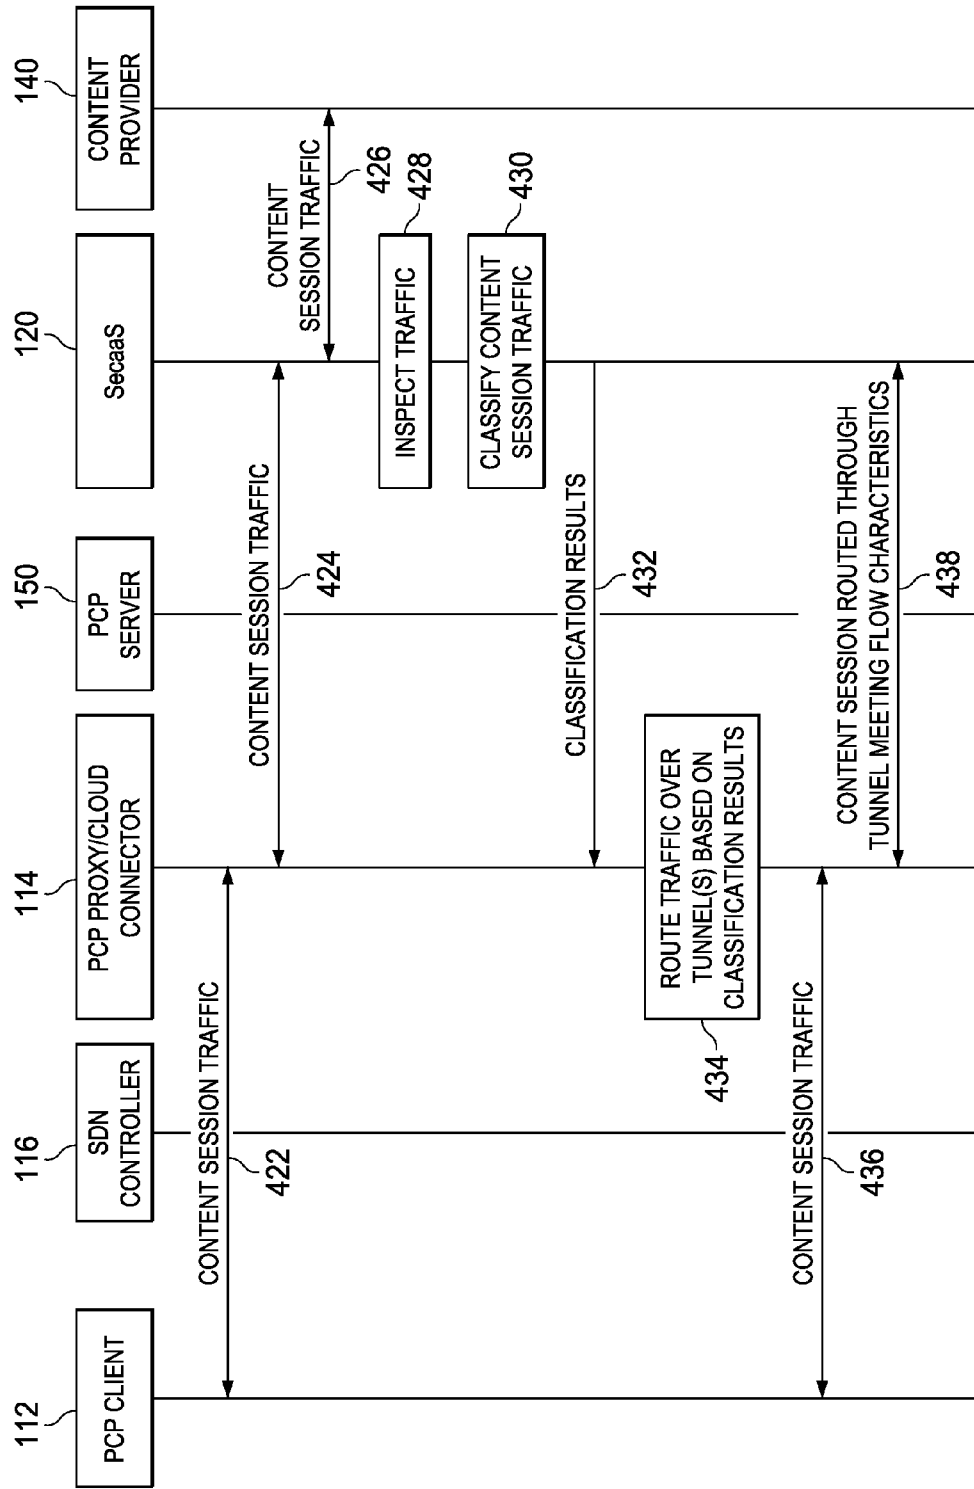 112
PCP CLIENT
116
SDN
CONTROLLER
114
PCP PROXY/CLOUD
CONNECTOR
150
PCP
SERVER
120
SecaaS
140
CONTENT
PROVIDER
CONTENT SESSION TRAFFIC
422
CONTENT SESSION TRAFFIC
424
CONTENT
SESSION TRAFFIC
426
INSPECT TRAFFIC
428
CLASSIFY CONTENT
SESSION TRAFFIC
430
CLASSIFICATION RESULTS
432
ROUTE TRAFFIC OVER
TUNNEL(S) BASED ON
CLASSIFICATION RESULTS
434
CONTENT SESSION TRAFFIC
436
CONTENT SESSION ROUTED THROUGH
TUNNEL MEETING FLOW CHARACTERISTICS
438